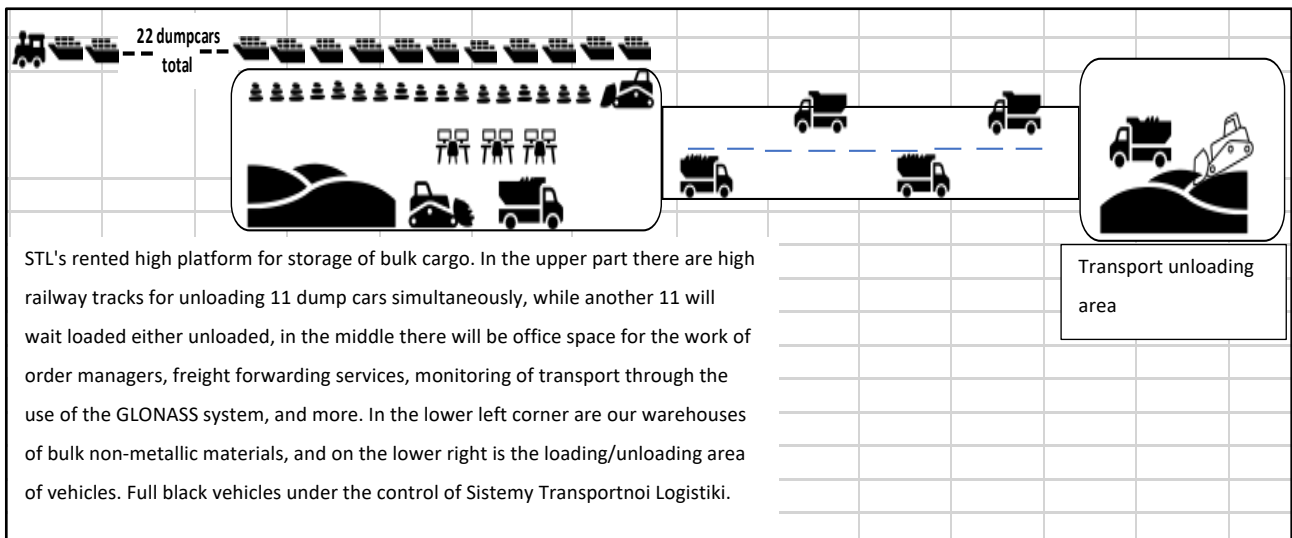 22 dumpcars
total
STL's rented high platform for storage of bulk cargo. In the upper part there are high
railway tracks for unloading 11 dump cars simultaneously, while another 11 will
wait loaded either unloaded, in the middle there will be office space for the work of
order managers, freight forwarding services, monitoring of transport through the
use of the GLONASS system, and more. In the lower left corner are our warehouses
of bulk non-metallic materials, and on the lower right is the loading/unloading area
of vehicles. Full black vehicles under the control of Sistemy Transportnoi Logistiki.
Transport unloading
area